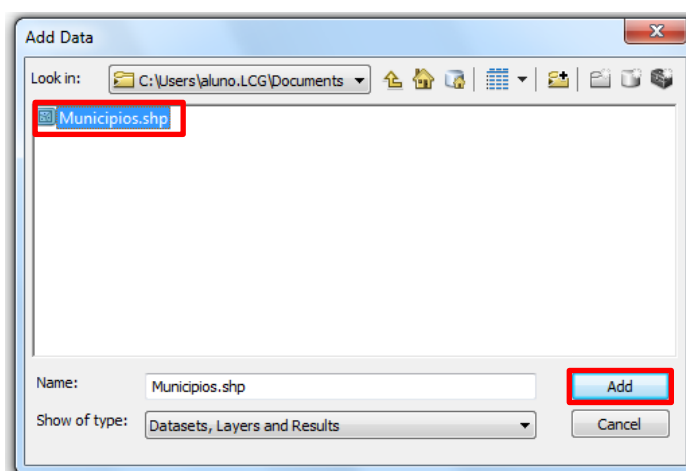 Add Data
Look in: C:\Users\aluno.LCG\Documents
Municipios.shp
Name: Municipios.shp Add
Show of type: Datasets, Layers and Results Cancel